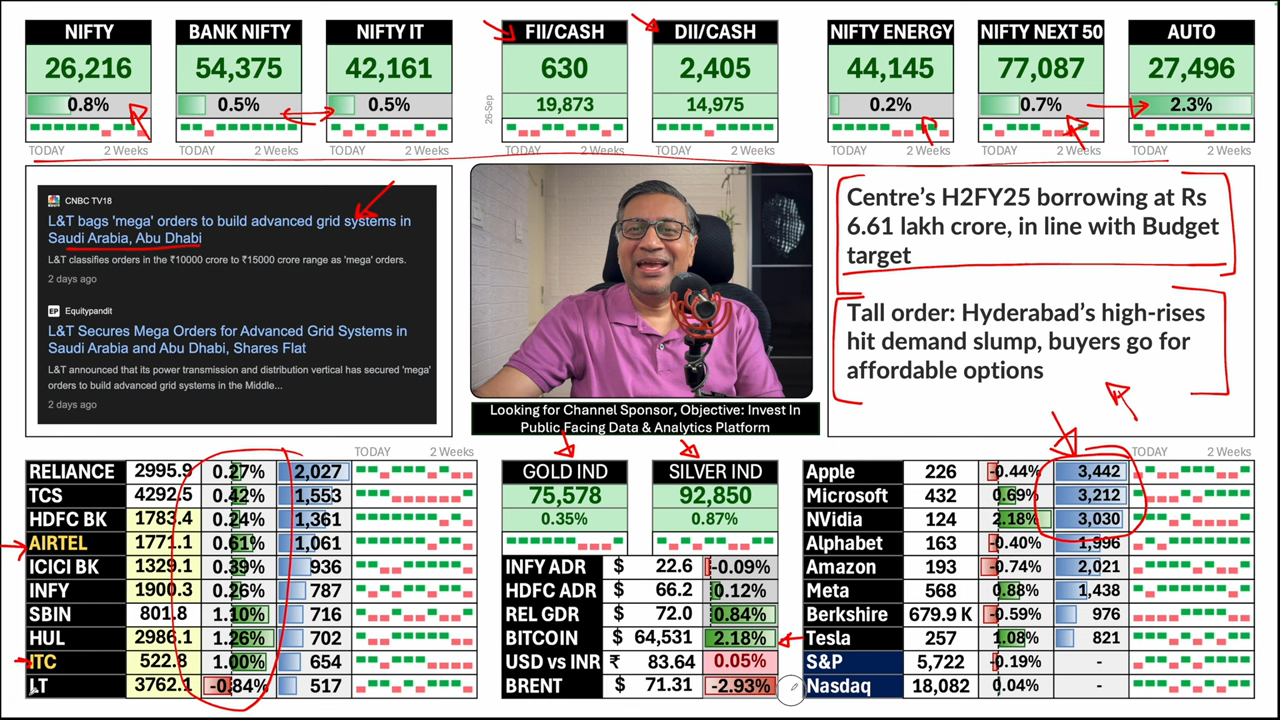 NIFTY
26,216
0.8%
TODAY 2 Weeks
BANK NIFTY
54,375
0.5%
TODAY 2 Weeks
NIFTY IT
42,161
0.5%
TODAY 2 Weeks
26-Sep
FII/CASH
630
19,873
TODAY 2 Weeks
DII/CASH
2,405
14,975
TODAY 2 Weeks
NIFTY ENERGY
44,145
0.2%
TODAY 2 Weeks
NIFTY NEXT 50
77,087
0.7%
TODAY 2 Weeks
AUTO
27,496
2.3%
TODAY 2 Weeks
CNBC TV18
L&T bags 'mega' orders to build advanced grid systems in
Saudi Arabia, Abu Dhabi
L&T classifies orders in the ₹10000 crore to ₹15000 crore range as 'mega' orders.
2 days ago
EP Equitypandit
L&T Secures Mega Orders for Advanced Grid Systems in
Saudi Arabia and Abu Dhabi, Shares Flat
L&T announced that its power transmission and distribution vertical has secured 'mega'
orders to build advanced grid systems in the Middle...
2 days ago
Looking for Channel Sponsor, Objective: Invest In
Public Facing Data & Analytics Platform
Centre's H2FY25 borrowing at Rs
6.61 lakh crore, in line with Budget
target
Tall order: Hyderabad's high-rises
hit demand slump, buyers go for
affordable options
TODAY 2 Weeks
RELIANCE 2995.9 0.27% 2,027
TCS 4292.5 0.42% 1,553
HDFC BK 1783.4 0.24% 1,361
AIRTEL 1771.1 0.61% 1,061
ICICI BK 1329.1 0.39% 936
INFY 1900.3 0.26% 787
SBIN 801.8 1.10% 716
HUL 2986.1 1.26% 702
ITC 522.8 1.00% 654
LT 3762.1 -0.84% 517
GOLD IND
75,578
0.35%
SILVER IND
92,850
0.87%
INFY ADR $ 22.6 -0.09%
HDFC ADR $ 66.2 0.12%
REL GDR $ 72.0 0.84%
BITCOIN $ 64,531 2.18%
USD vs INR ₹ 83.64 0.05%
BRENT $ 71.31 -2.93%
TODAY 2 Weeks
Apple 226 -0.44% 3,442
Microsoft 432 0.69% 3,212
NVidia 124 2.18% 3,030
Alphabet 163 -0.40% 1,996
Amazon 193 -0.74% 2,021
Meta 568 0.88% 1,438
Berkshire 679.9 K -0.59% 976
Tesla 257 1.08% 821
S&P 5,722 -0.19% -
Nasdaq 18,082 0.04% -